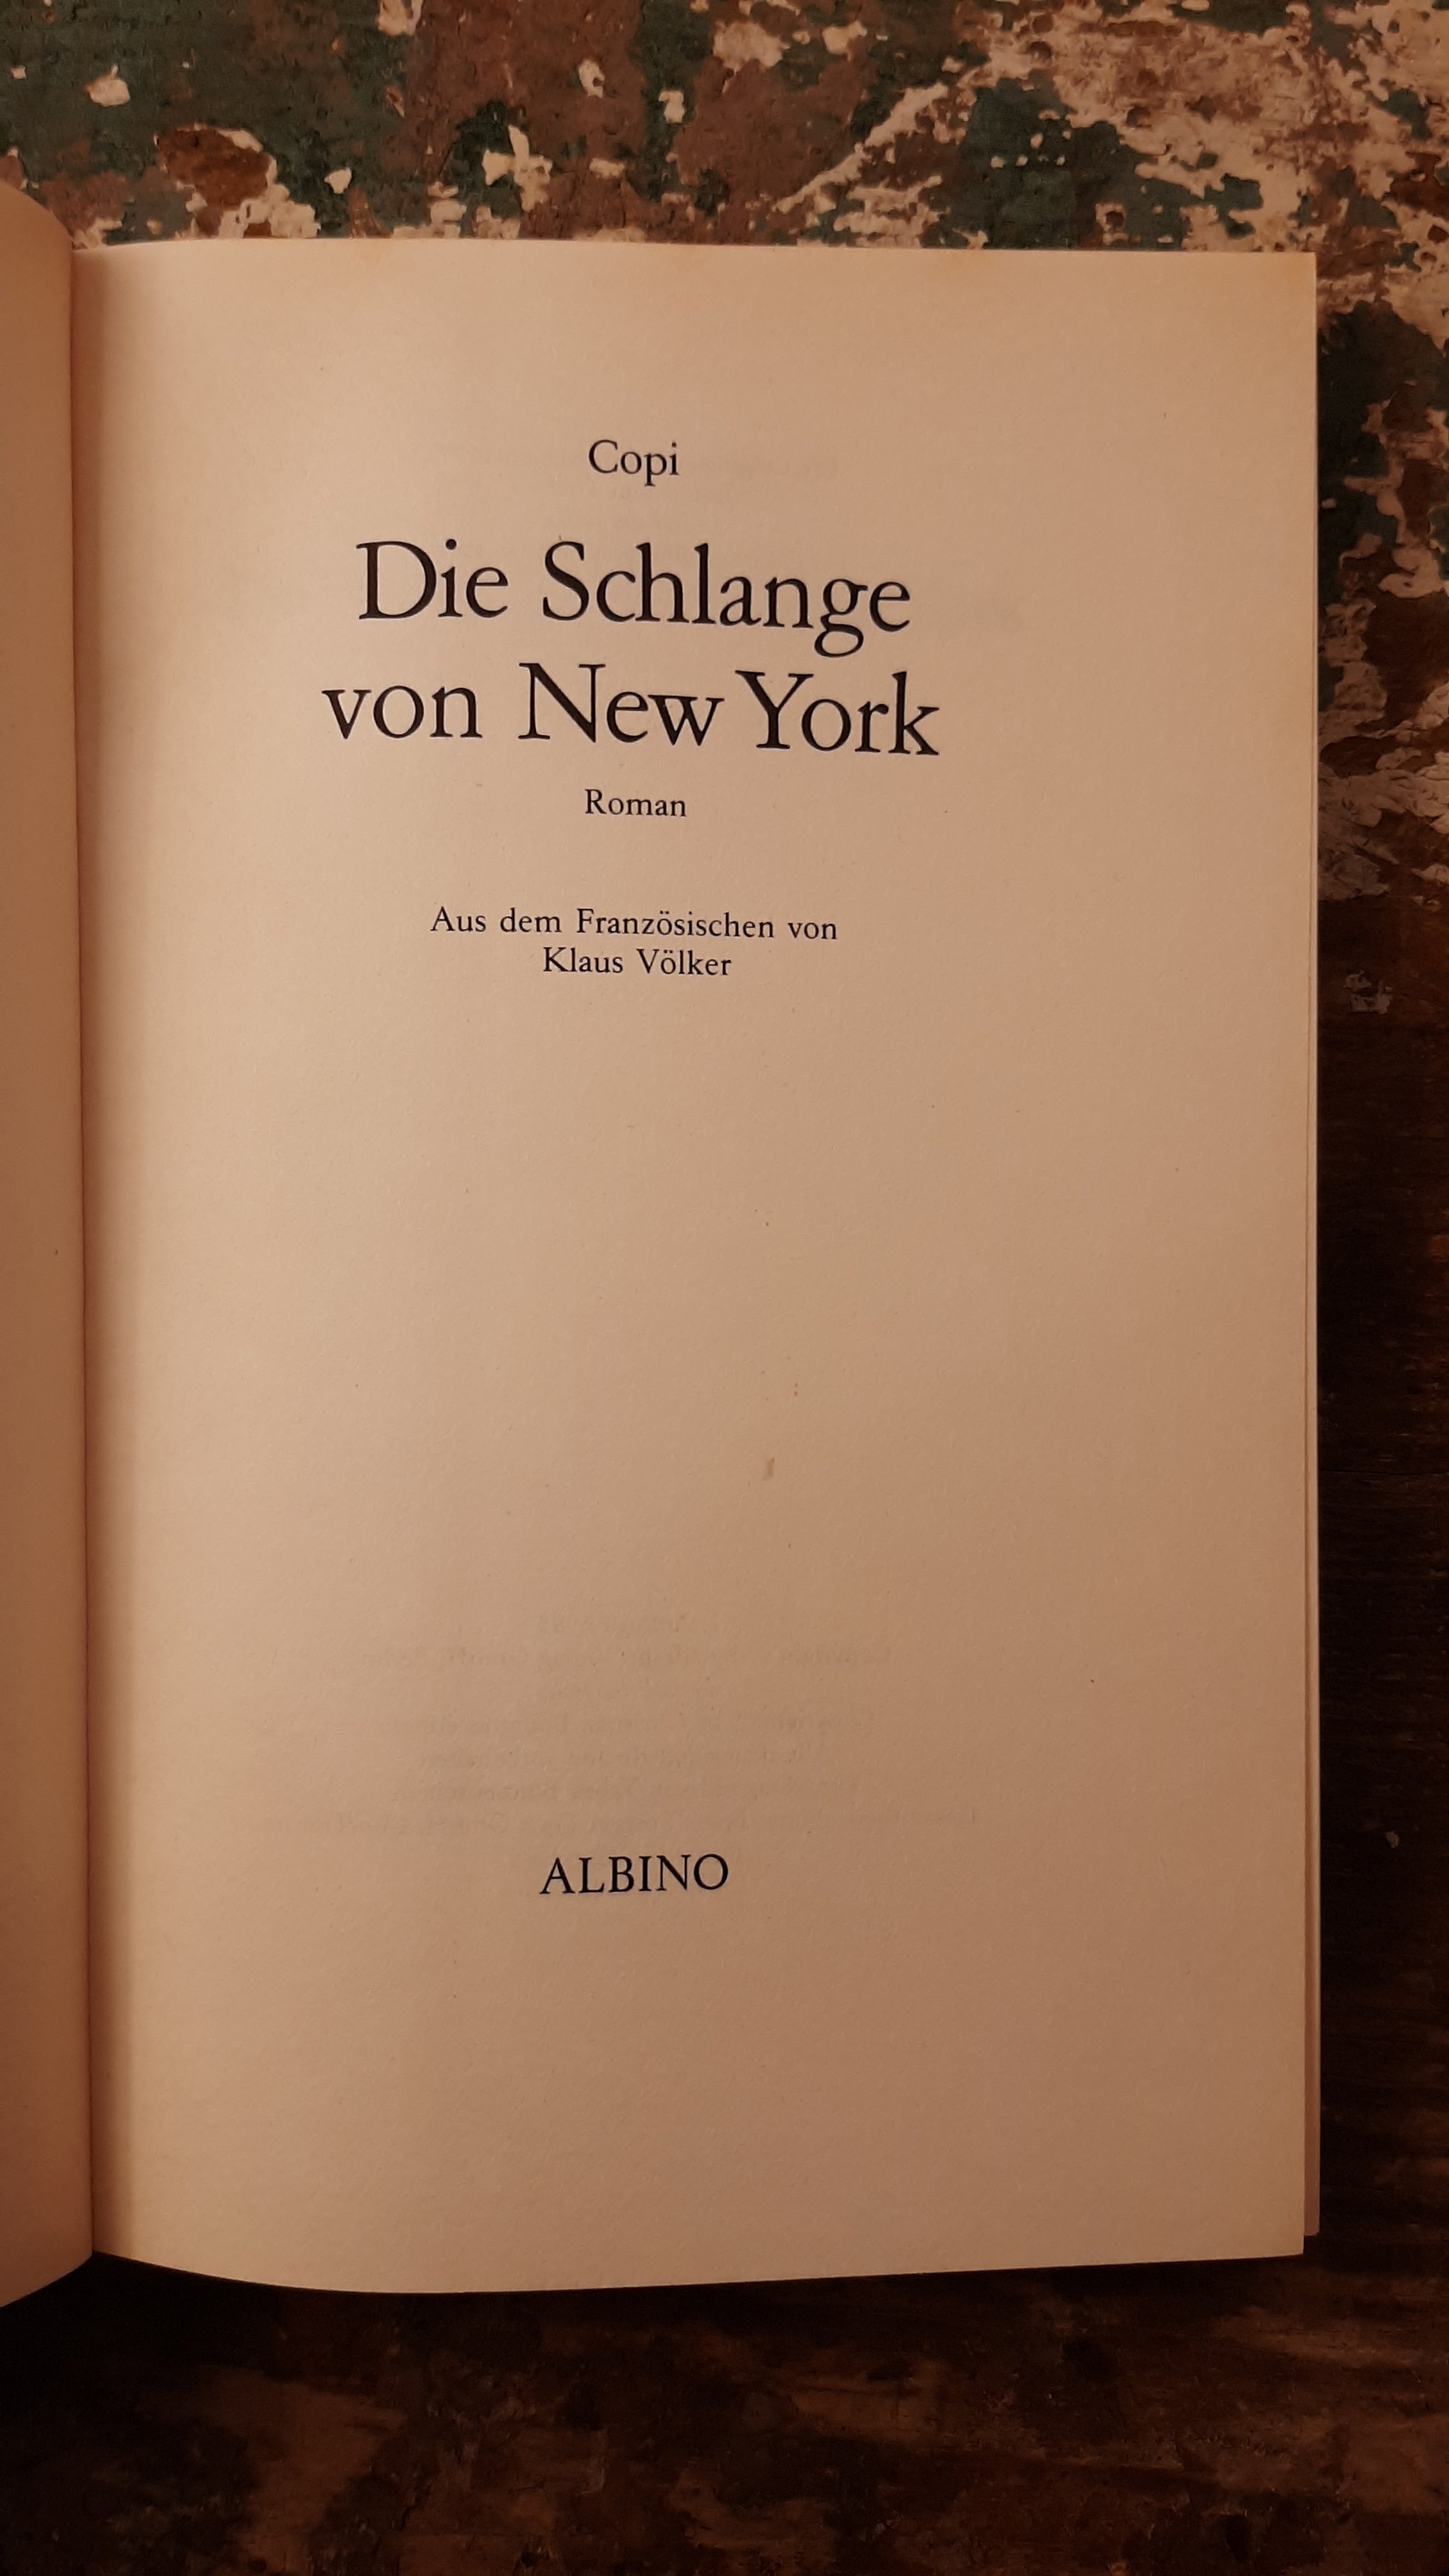 Copi
Die Schlange
von New York
Roman
Aus dem Französischen von
Klaus Völker
ALBINO